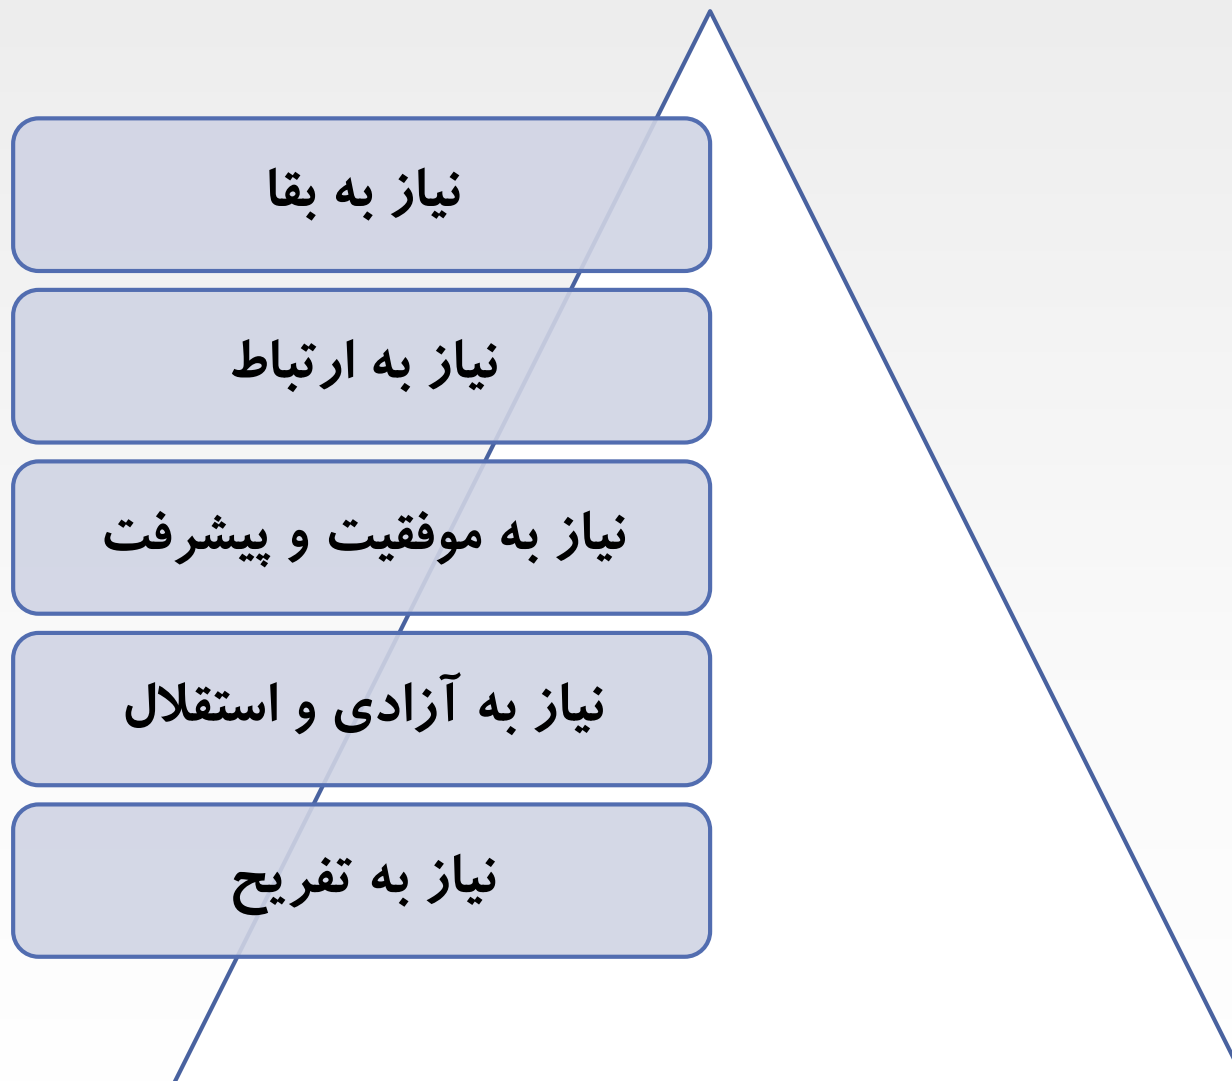 نیاز به بقا
نیاز به ارتباط
نیاز به موفقیت و پیشرفت
نیاز به آزادی و استقلال
نیاز به تفریح